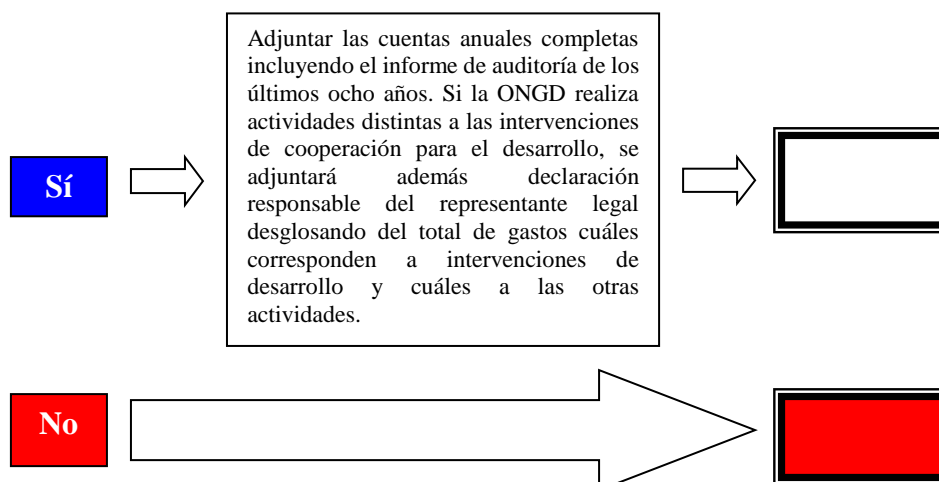 Adjuntar las cuentas anuales completas
incluyendo el informe de auditoría de los
últimos ocho años. Si la ONGD realiza
actividades distintas a las intervenciones
de cooperación para el desarrollo, se
adjuntará además declaración
responsable del representante legal
desglosando del total de gastos cuáles
corresponden a intervenciones de
desarrollo y cuáles a las otras
actividades.
Sí
No